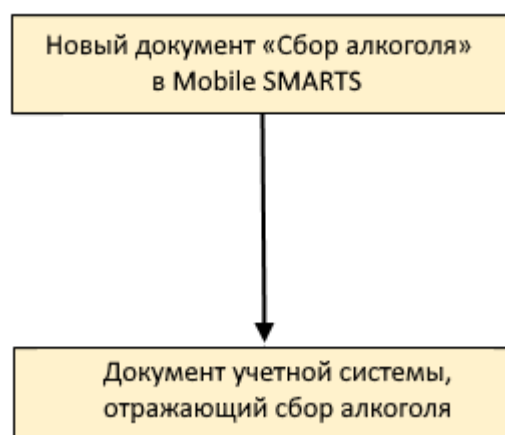 Новый документ «Сбор алкоголя»
в Mobile SMARTS
Документ учетной системы,
отражающий сбор алкоголя